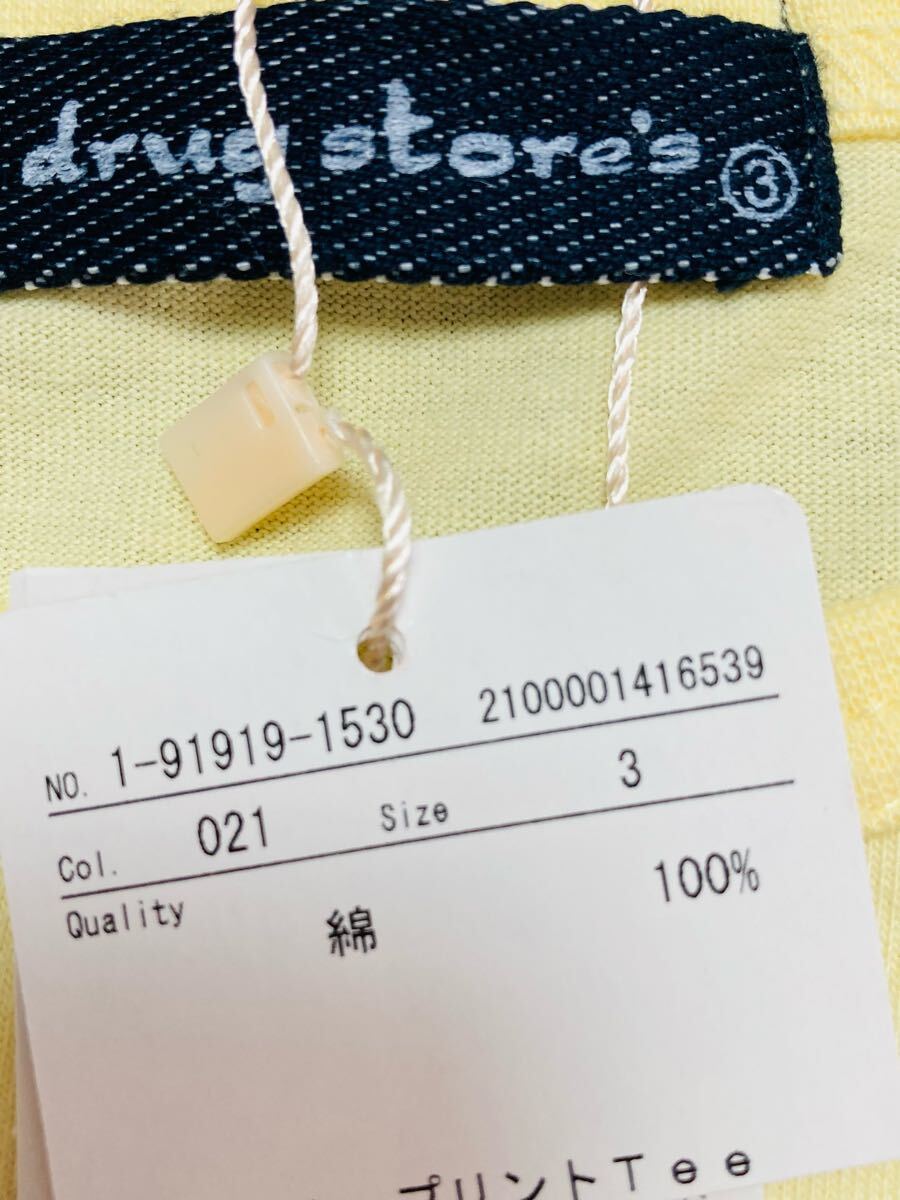 drug store's ③
NO. 1-91919-1530 2100001416539
Col. 021 Size 3
Quality 綿 100%
プリントTee